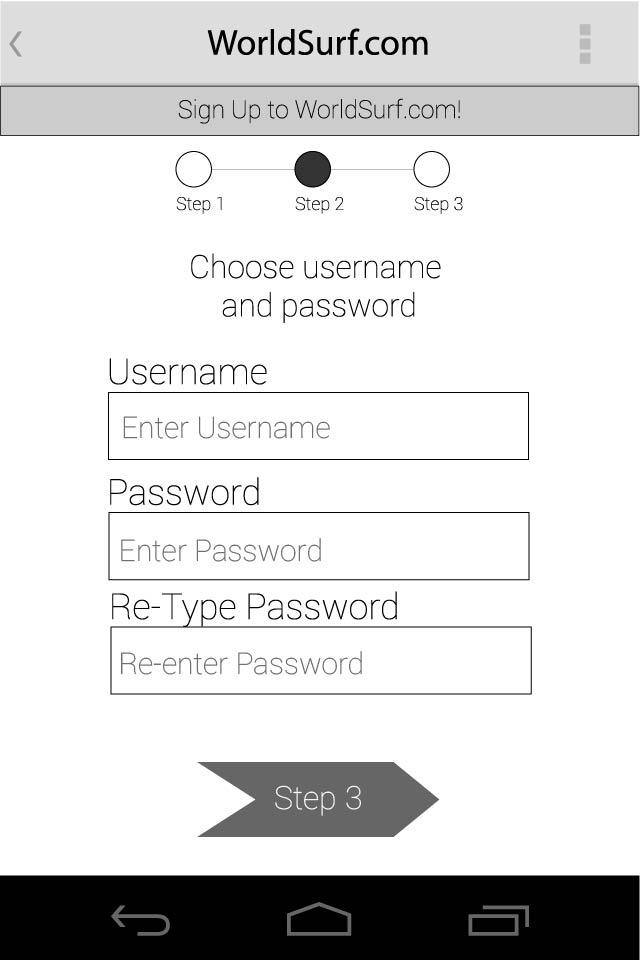 WorldSurf.com
Sign Up to WorldSurf.com!
Step 1 Step 2 Step 3
Choose username
and password
Username
Enter Username
Password
Enter Password
Re-Type Password
Re-enter Password
Step 3